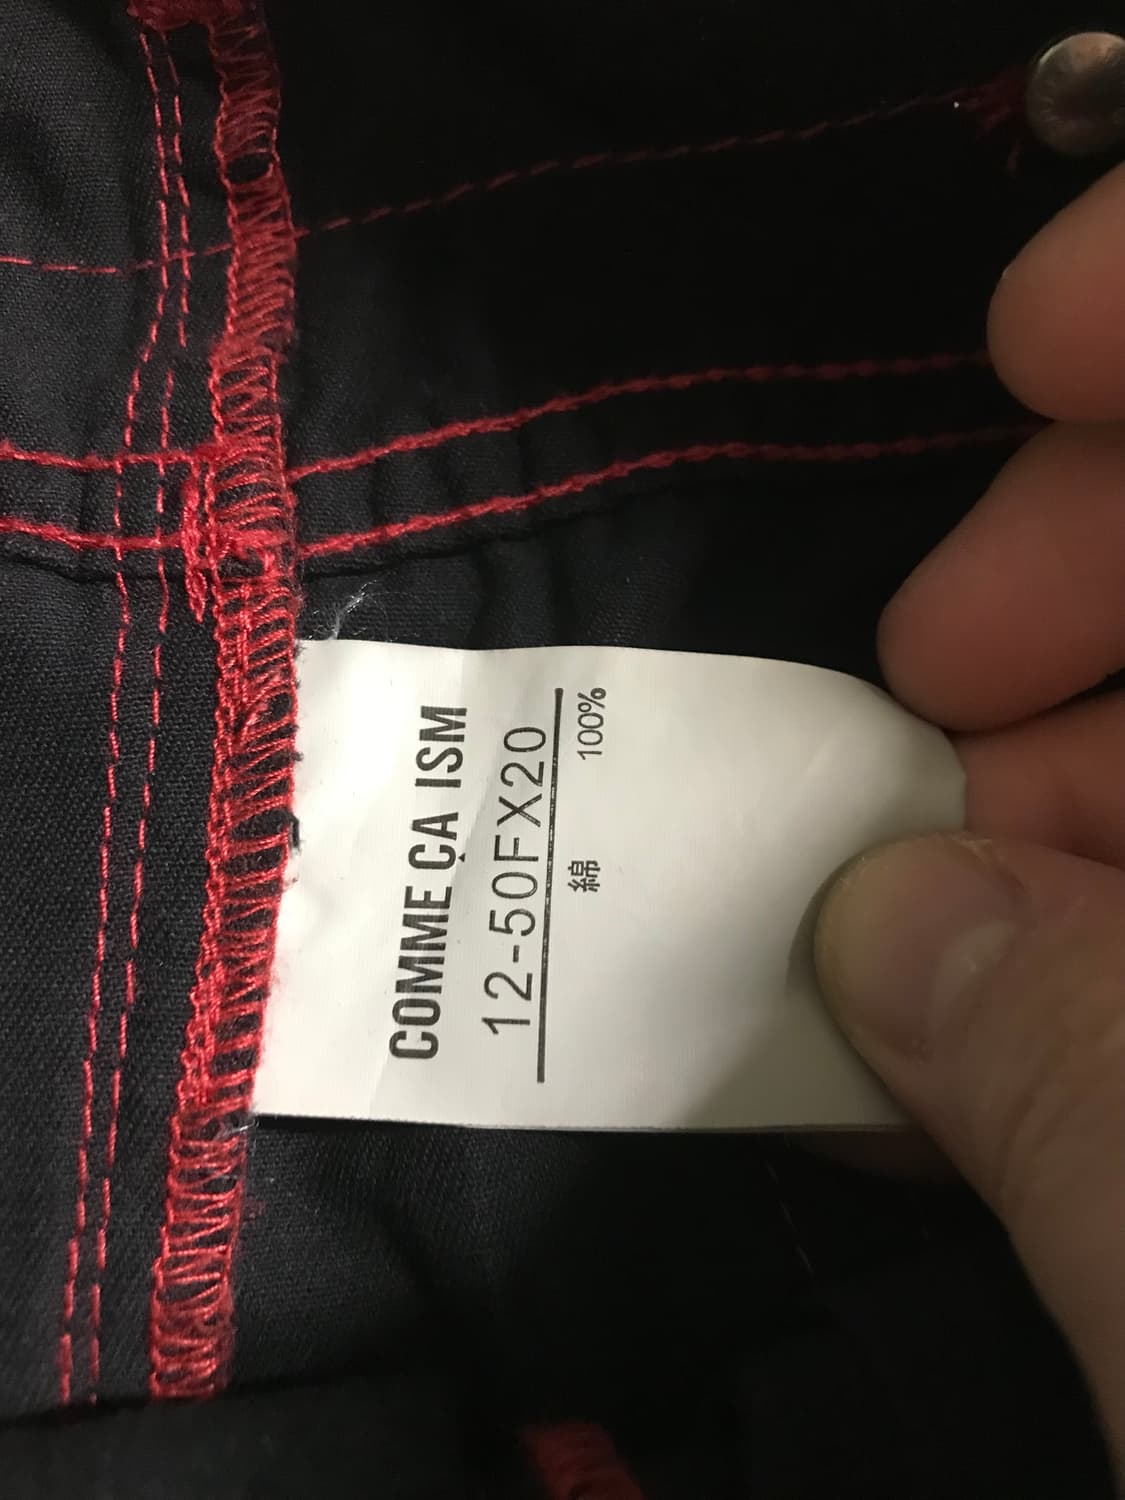 COMME ÇA ISM
12-50FX20
綿 100%